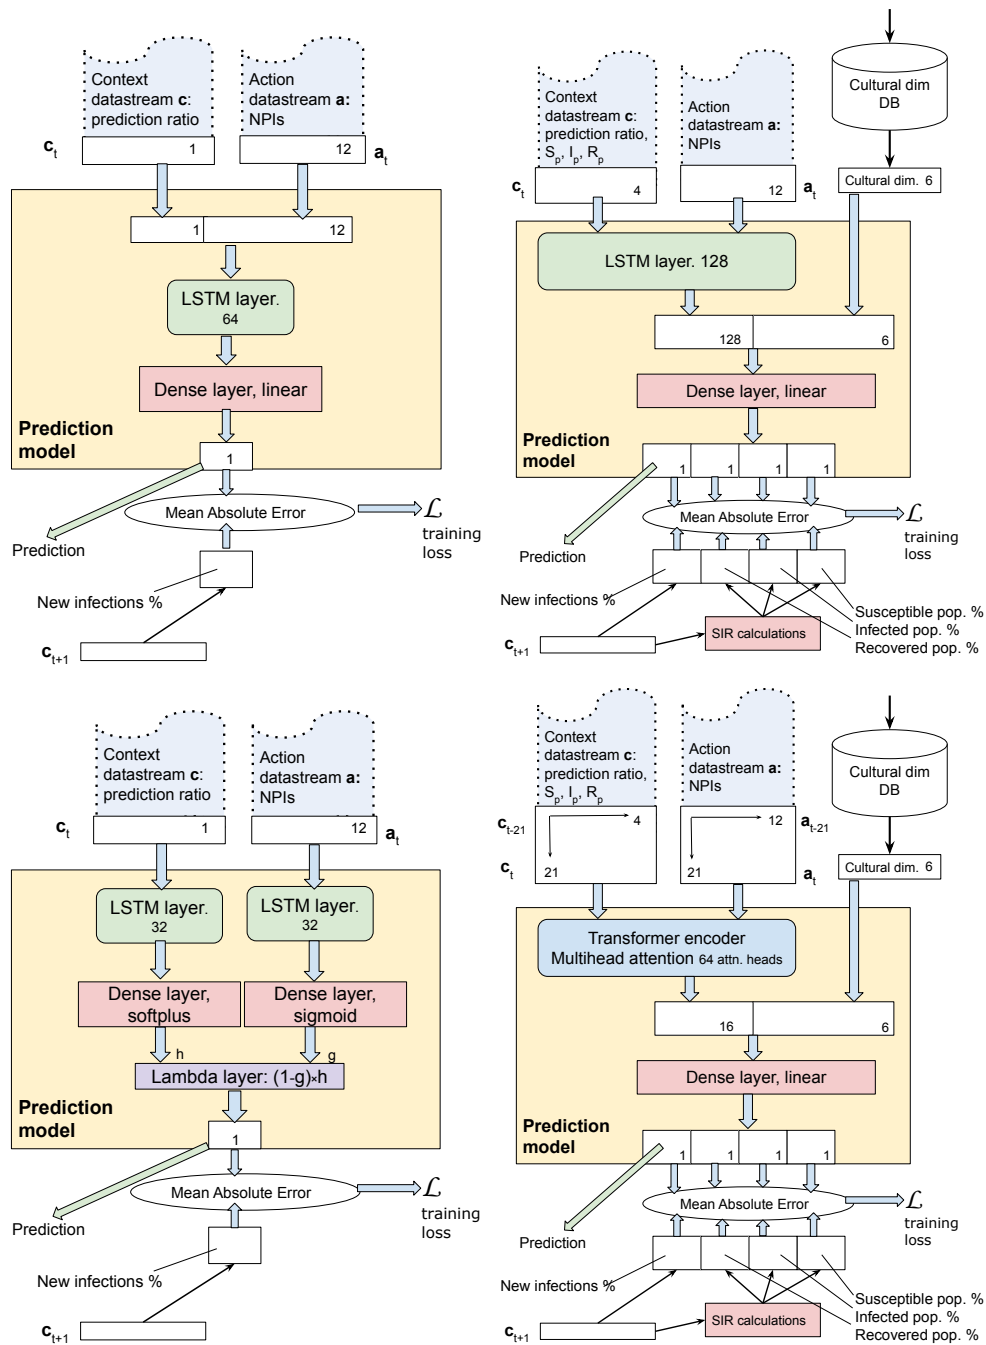 Context
datastream c:
prediction ratio
Action
datastream a:
NPIs
c_t
1
12
a_t
1
12
LSTM layer.
64
Dense layer, linear
Prediction
model
1
Mean Absolute Error
ℒ
training
loss
Prediction
New infections %
c_t+1
Context
datastream c:
prediction ratio,
S_p, I_p, R_p
Action
datastream a:
NPIs
Cultural dim
DB
c_t
4
12
a_t
Cultural dim. 6
LSTM layer. 128
128
6
Dense layer, linear
Prediction
model
1
1
1
1
Mean Absolute Error
ℒ
training
loss
Prediction
New infections %
SIR calculations
Susceptible pop. %
Infected pop. %
Recovered pop. %
c_t+1
Context
datastream c:
prediction ratio
Action
datastream a:
NPIs
c_t
1
12
a_t
LSTM layer.
32
LSTM layer.
32
Dense layer,
softplus
Dense layer,
sigmoid
h
g
Lambda layer: (1-g)×h
Prediction
model
1
Mean Absolute Error
ℒ
training
loss
Prediction
New infections %
c_t+1
Context
datastream c:
prediction ratio,
S_p, I_p, R_p
Action
datastream a:
NPIs
Cultural dim
DB
c_t-21
4
12
a_t-21
c_t
21
21
a_t
Cultural dim. 6
Transformer encoder
Multihead attention 64 attn. heads
16
6
Dense layer, linear
Prediction
model
1
1
1
1
Mean Absolute Error
ℒ
training
loss
Prediction
New infections %
SIR calculations
Susceptible pop. %
Infected pop. %
Recovered pop. %
c_t+1